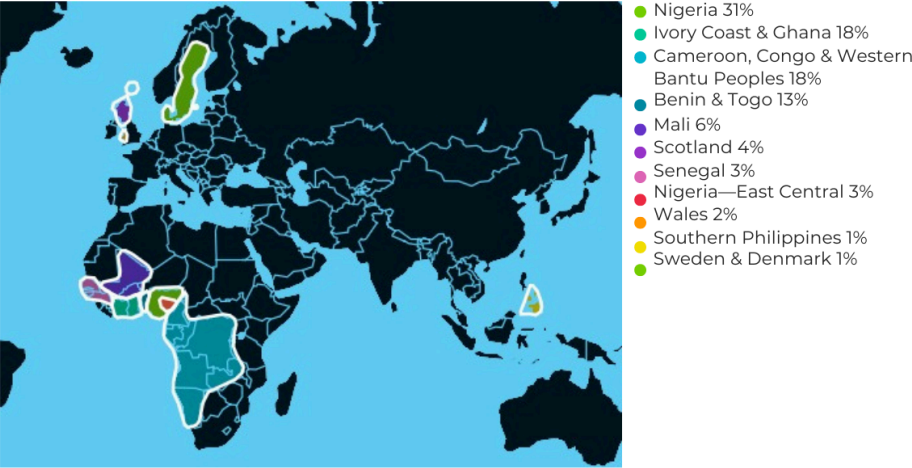 Nigeria 31%
Ivory Coast & Ghana 18%
Cameroon, Congo & Western
Bantu Peoples 18%
Benin & Togo 13%
Mali 6%
Scotland 4%
Senegal 3%
Nigeria—East Central 3%
Wales 2%
Southern Philippines 1%
Sweden & Denmark 1%